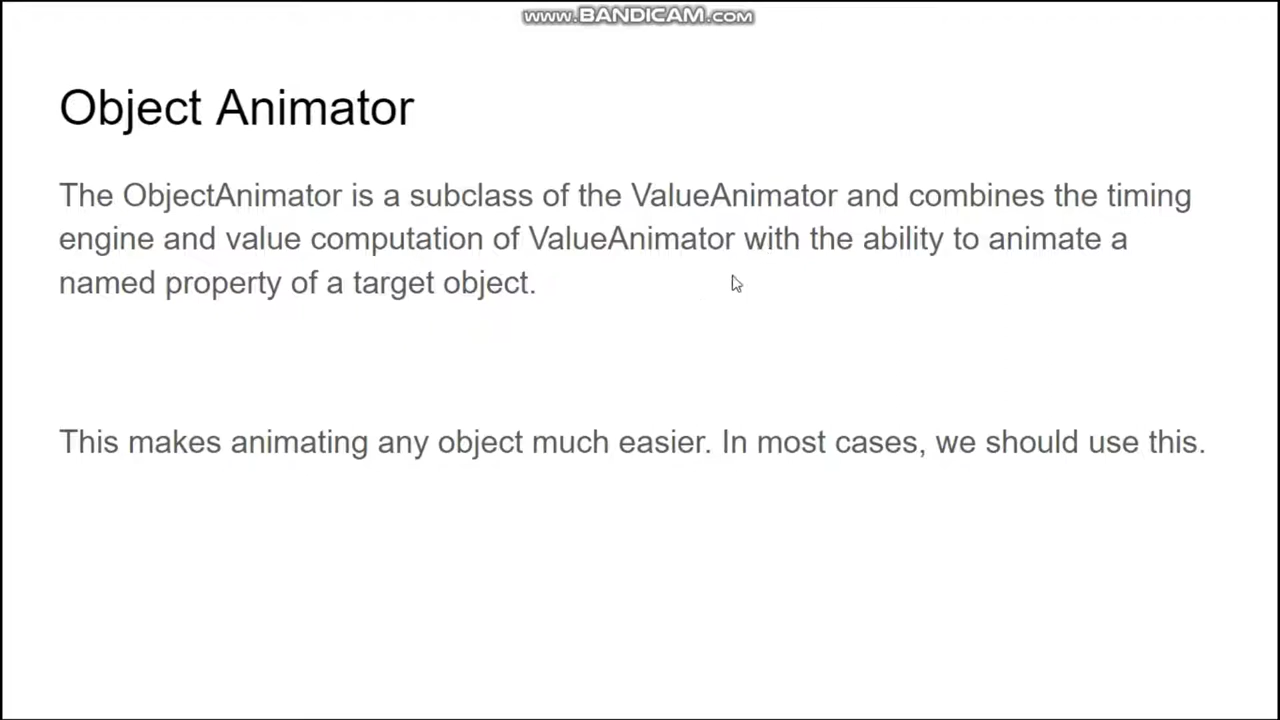 www.BANDICAM.com
Object Animator
The ObjectAnimator is a subclass of the ValueAnimator and combines the timing
engine and value computation of ValueAnimator with the ability to animate a
named property of a target object.
This makes animating any object much easier. In most cases, we should use this.